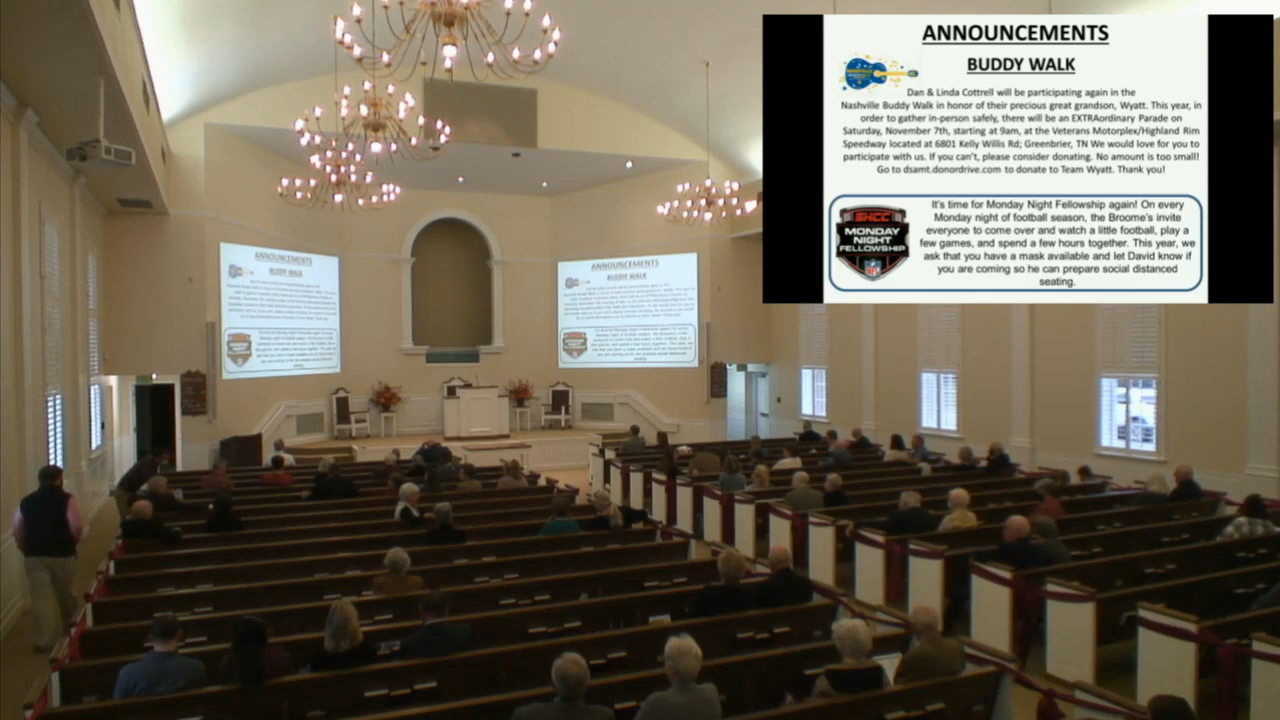 ANNOUNCEMENTS
BUDDY WALK
Dan & Linda Cottrell will be participating again in the
Nashville Buddy Walk in honor of their precious great grandson, Wyatt. This year, in
order to gather in-person safely, there will be an EXTRAordinary Parade on
Saturday, November 7th, starting at 9am, at the Veterans Motorplex/Highland Rim
Speedway located at 6801 Kelly Willis Rd; Greenbrier, TN We would love for you to
participate with us. If you can't, please consider donating. No amount is too small!
Go to dsamt.donordrive.com to donate to Team Wyatt. Thank you!
SHCC
MONDAY
NIGHT
FELLOWSHIP
NFL
It's time for Monday Night Fellowship again! On every
Monday night of football season, the Broome's invite
everyone to come over and watch a little football, play a
few games, and spend a few hours together. This year, we
ask that you have a mask available and let David know if
you are coming so he can prepare social distanced
seating.
ANNOUNCEMENTS
BUDDY WALK
ANNOUNCEMENTS
BUDDY WALK